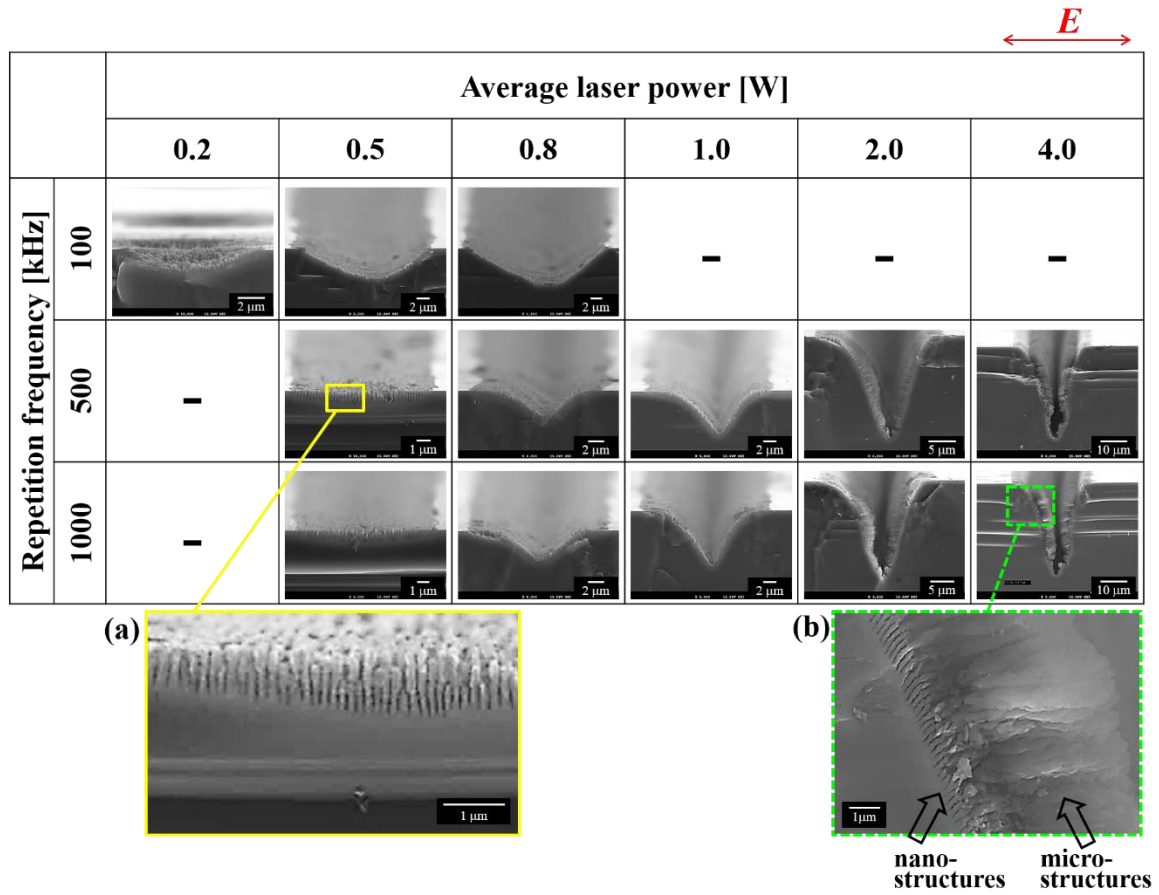 E
Average laser power [W]
0.2 0.5 0.8 1.0 2.0 4.0
Repetition frequency [kHz]
100
2 μm 2 μm 2 μm - - -
500
- 1 μm 2 μm 2 μm 5 μm 10 μm
1000
- 1 μm 2 μm 2 μm 5 μm 10 μm
(a)
1 μm
(b)
1μm
nano-
structures
micro-
structures